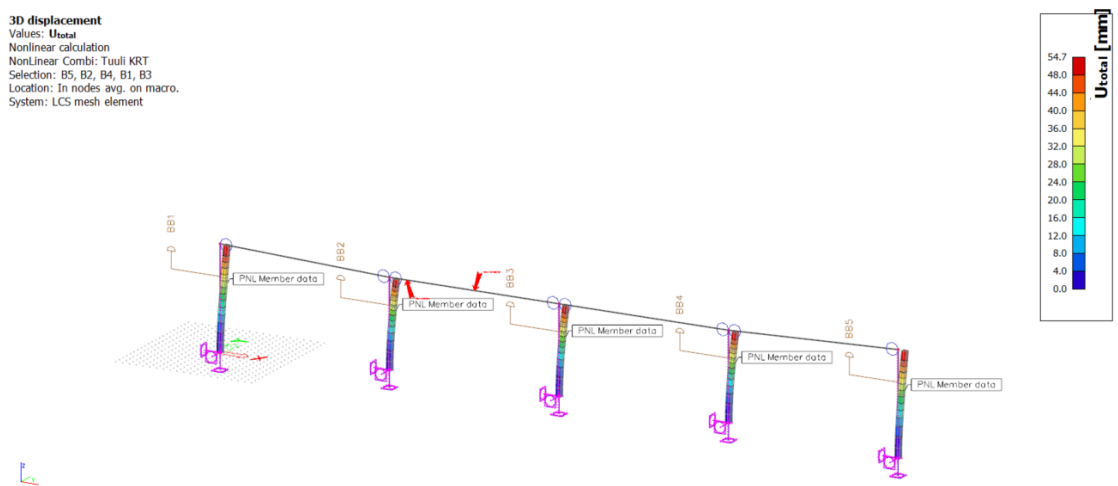 3D displacement
Values: Utotal
Nonlinear calculation
NonLinear Combi: Tuuli KRT
Selection: B5, B2, B4, B1, B3
Location: In nodes avg. on macro.
System: LCS mesh element
Utotal [mm]
54.7
48.0
44.0
40.0
36.0
32.0
28.0
24.0
20.0
16.0
12.0
8.0
4.0
0.0
BB1
PNL Member data
BB2
PNL Member data
BB3
PNL Member data
BB4
PNL Member data
BB5
PNL Member data